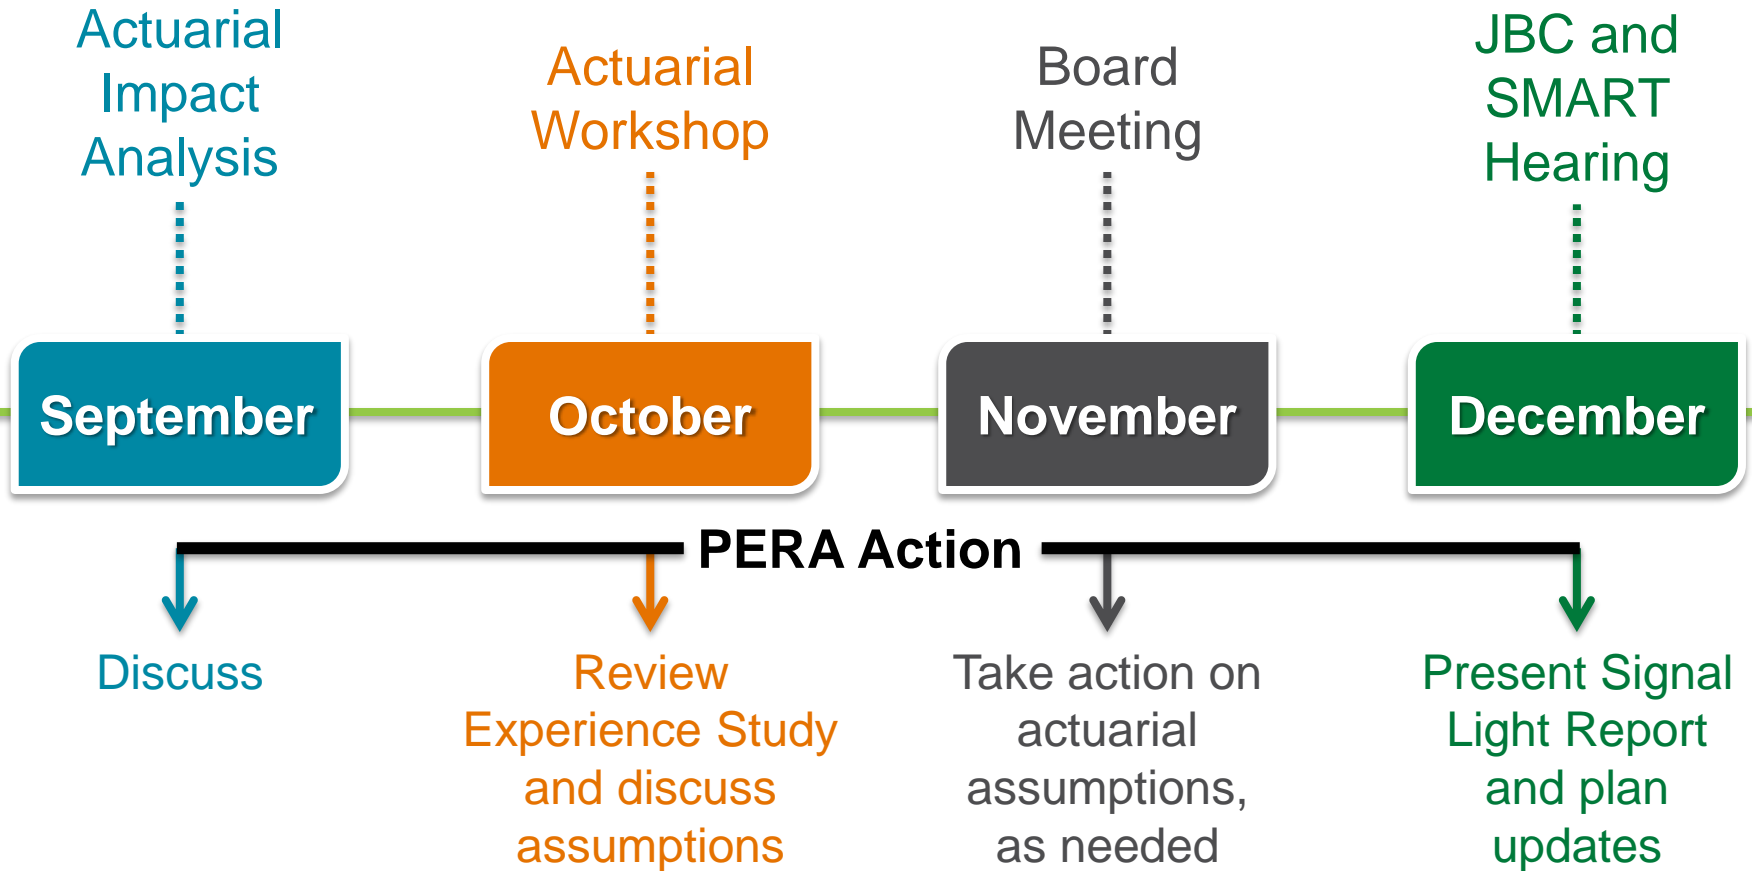 Actuarial
Impact
Analysis
Actuarial
Workshop
Board
Meeting
JBC and
SMART
Hearing
September
October
November
December
PERA Action
Discuss
Review
Experience Study
and discuss
assumptions
Take action on
actuarial
assumptions,
as needed
Present Signal
Light Report
and plan
updates